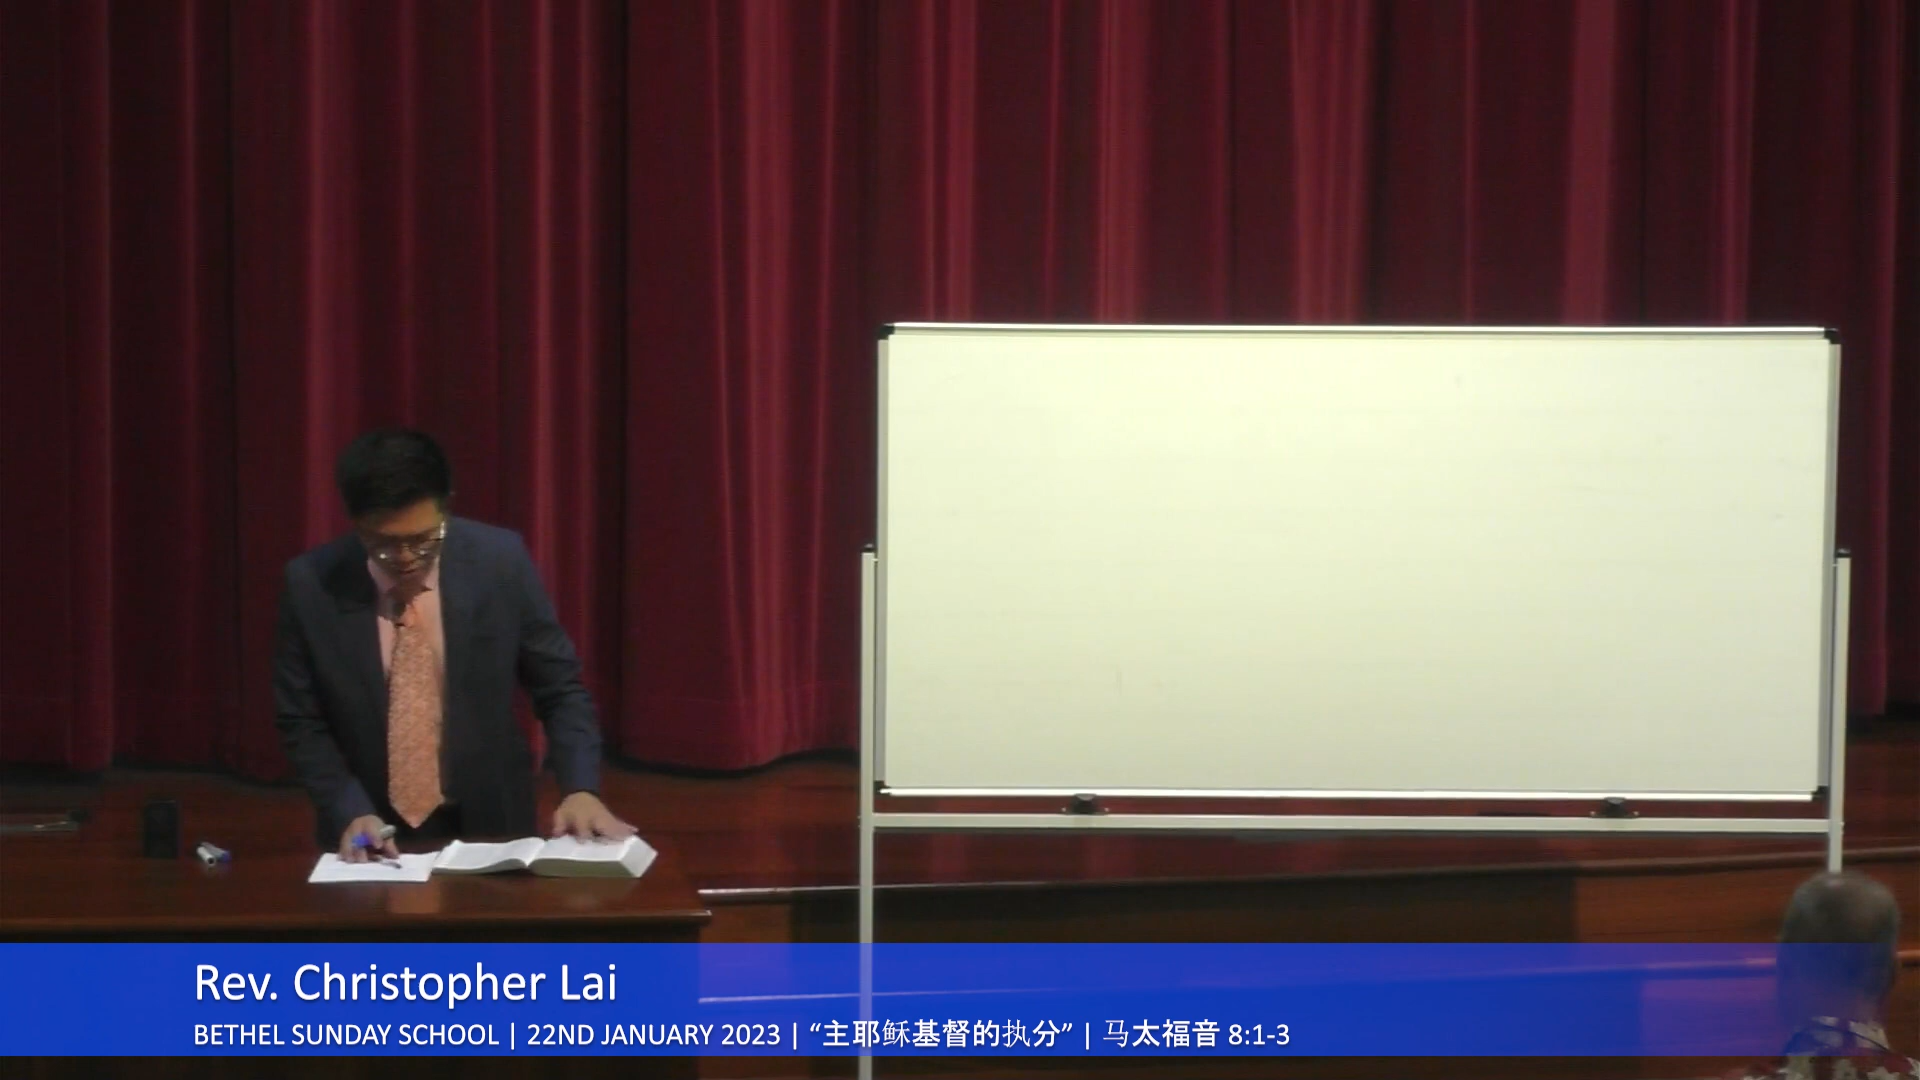 Rev. Christopher Lai
BETHEL SUNDAY SCHOOL | 22ND JANUARY 2023 | “主耶稣基督的执分” | 马太福音 8:1-3